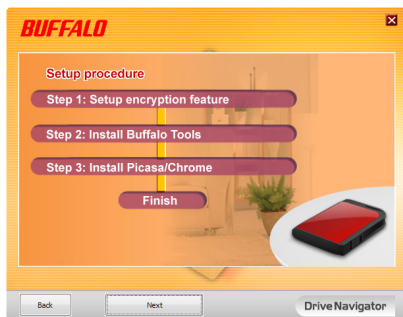 BUFFALO
Setup procedure
Step 1: Setup encryption feature
Step 2: Install Buffalo Tools
Step 3: Install Picasa/Chrome
Finish
Back
Next
DriveNavigator